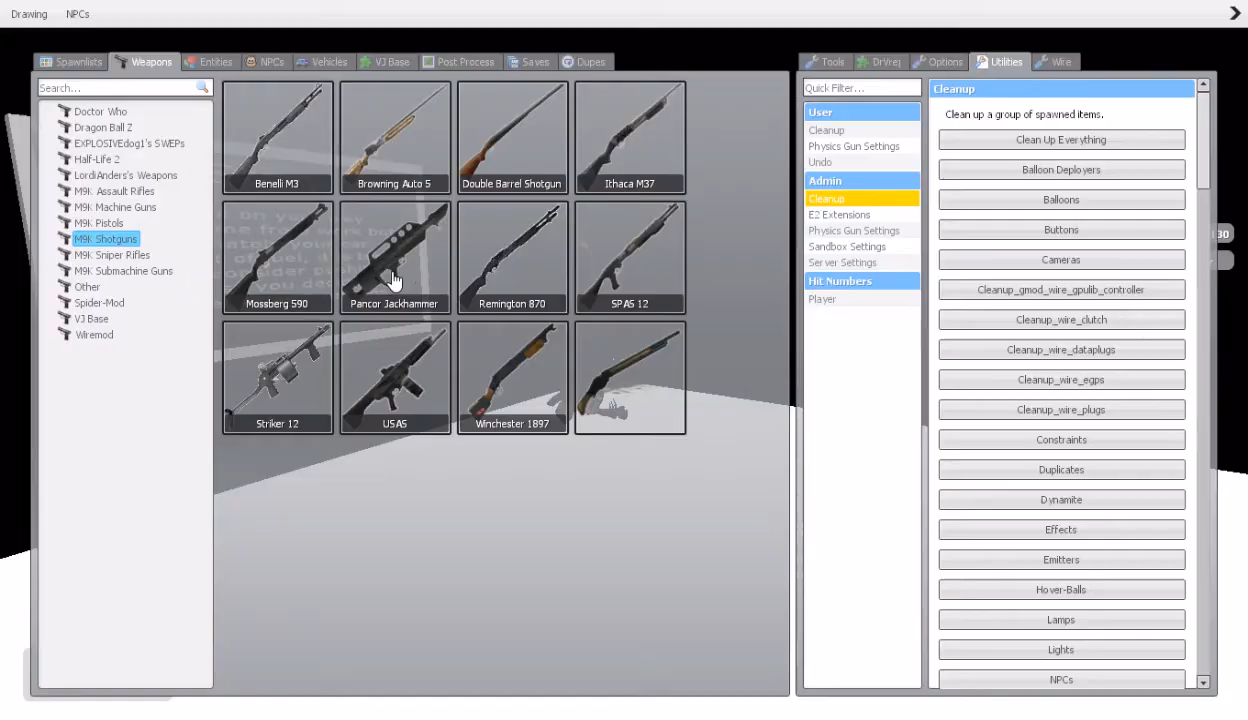 Drawing NPCs
Spawnlists Weapons Entities NPCs Vehicles VJ Base Post Process Saves Dupes
Search...
Doctor Who
Dragon Ball Z
EXPLOSIVEdog1's SWEPs
Half-Life 2
LordiAnders's Weapons
M9K Assault Rifles
M9K Machine Guns
M9K Pistols
M9K Shotguns
M9K Sniper Rifles
M9K Submachine Guns
Other
Spider-Mod
VJ Base
Wiremod
Benelli M3 Browning Auto 5 Double Barrel Shotgun Ithaca M37
Mossberg 590 Pancor Jackhammer Remington 870 SPAS 12
Striker 12 USAS Winchester 1897
Tools DrVrej Options Utilities Wire
Quick Filter...
User
Cleanup
Physics Gun Settings
Undo
Admin
Cleanup
E2 Extensions
Physics Gun Settings
Sandbox Settings
Server Settings
Hit Numbers
Player
Cleanup
Clean up a group of spawned items.
Clean Up Everything
Balloon Deployers
Balloons
Buttons
Cameras
Cleanup_gmod_wire_gpulib_controller
Cleanup_wire_clutch
Cleanup_wire_dataplugs
Cleanup_wire_egps
Cleanup_wire_plugs
Constraints
Duplicates
Dynamite
Effects
Emitters
Hover-Balls
Lamps
Lights
NPCs
30